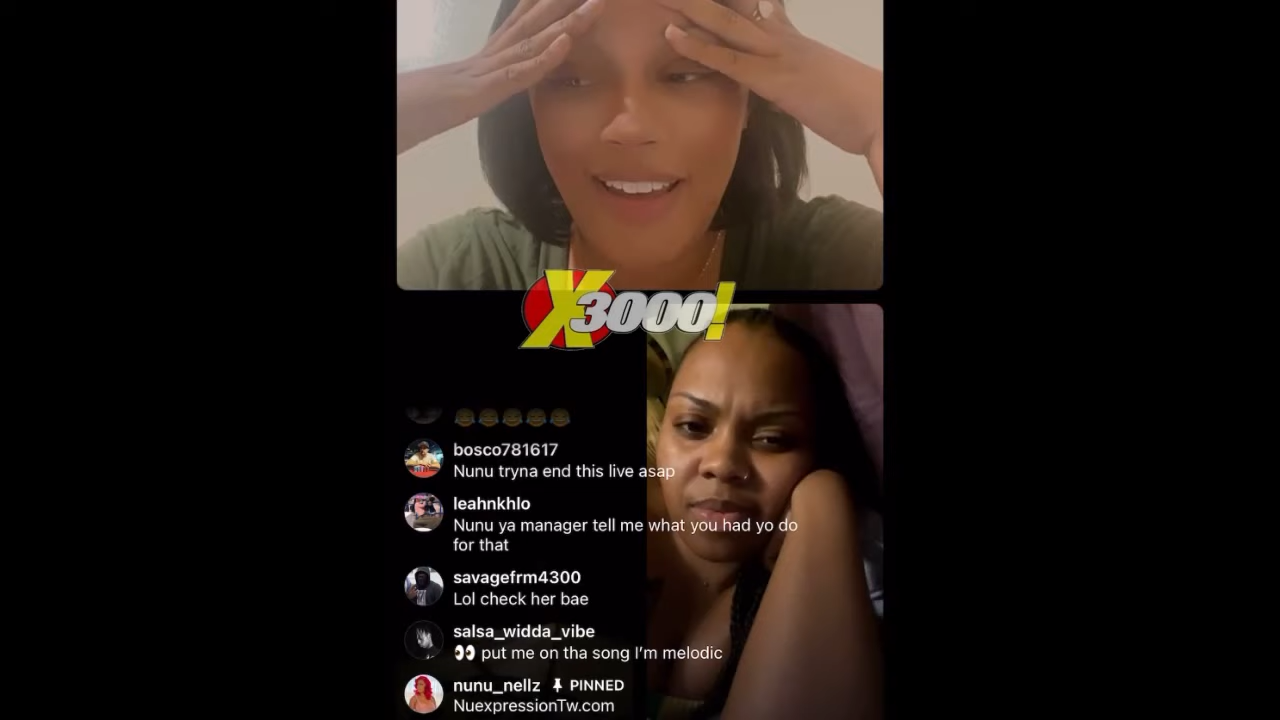 X3000!
😂😂😂😂😂
bosco781617
Nunu tryna end this live asap
leahnkhlo
Nunu ya manager tell me what you had yo do
for that
savagefrm4300
Lol check her bae
salsa_widda_vibe
👀 put me on tha song I'm melodic
nunu_nellz 📌 PINNED
NuexpressionTw.com